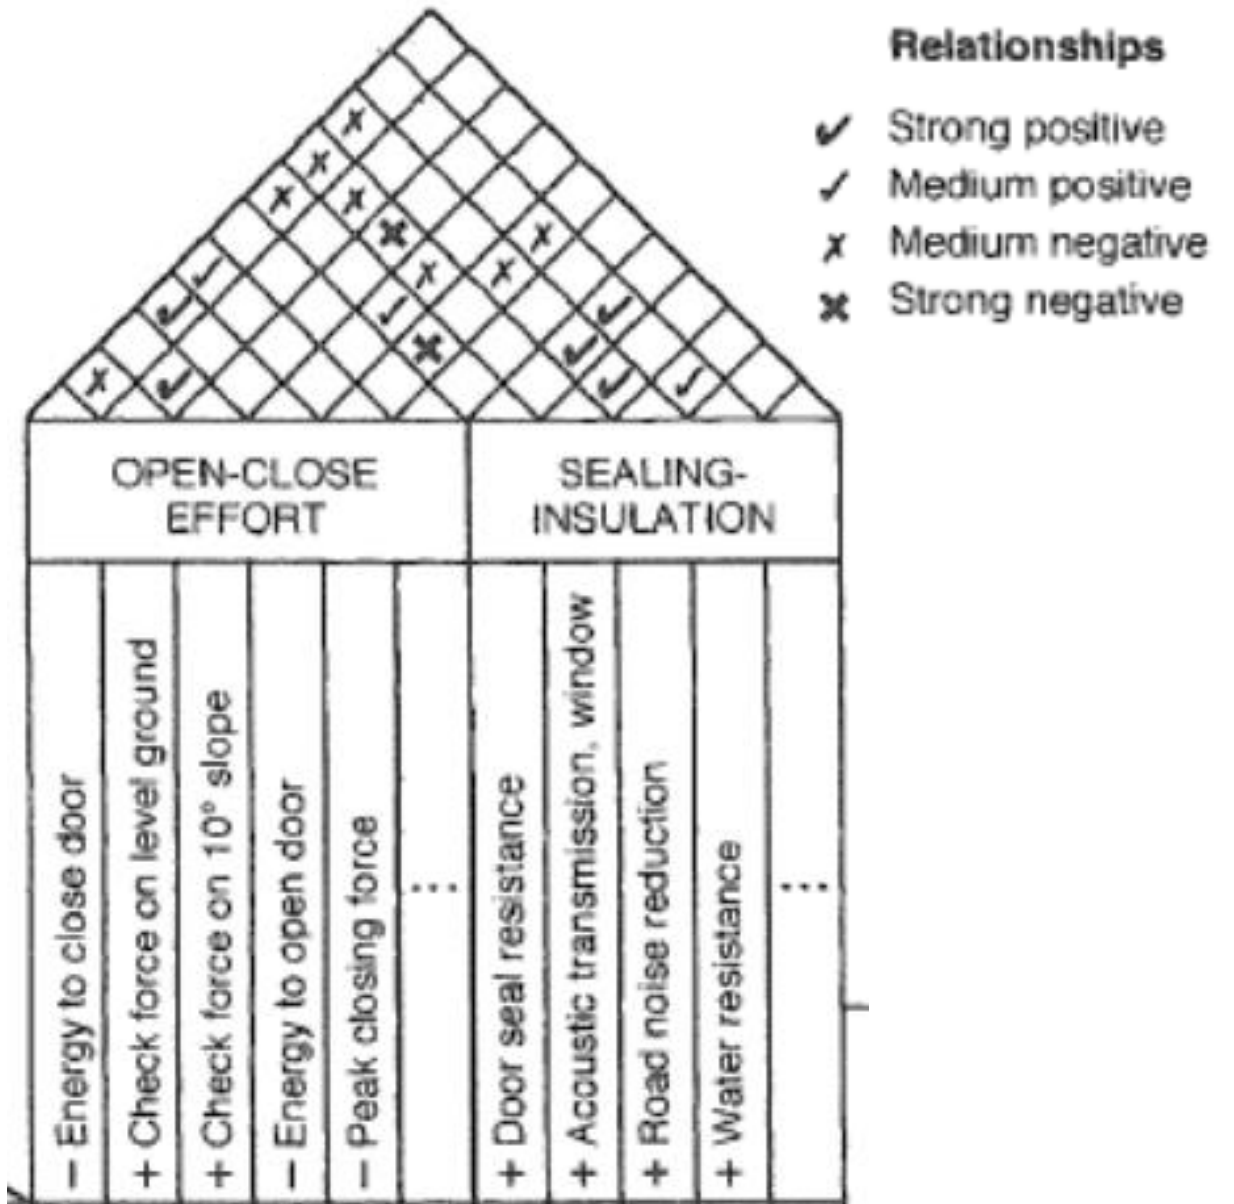 Relationships
✓ Strong positive
✓ Medium positive
✗ Medium negative
✖ Strong negative
OPEN-CLOSE
EFFORT
SEALING-
INSULATION
− Energy to close door
+ Check force on level ground
+ Check force on 10° slope
− Energy to open door
− Peak closing force
...
+ Door seal resistance
+ Acoustic transmission, window
+ Road noise reduction
+ Water resistance
...